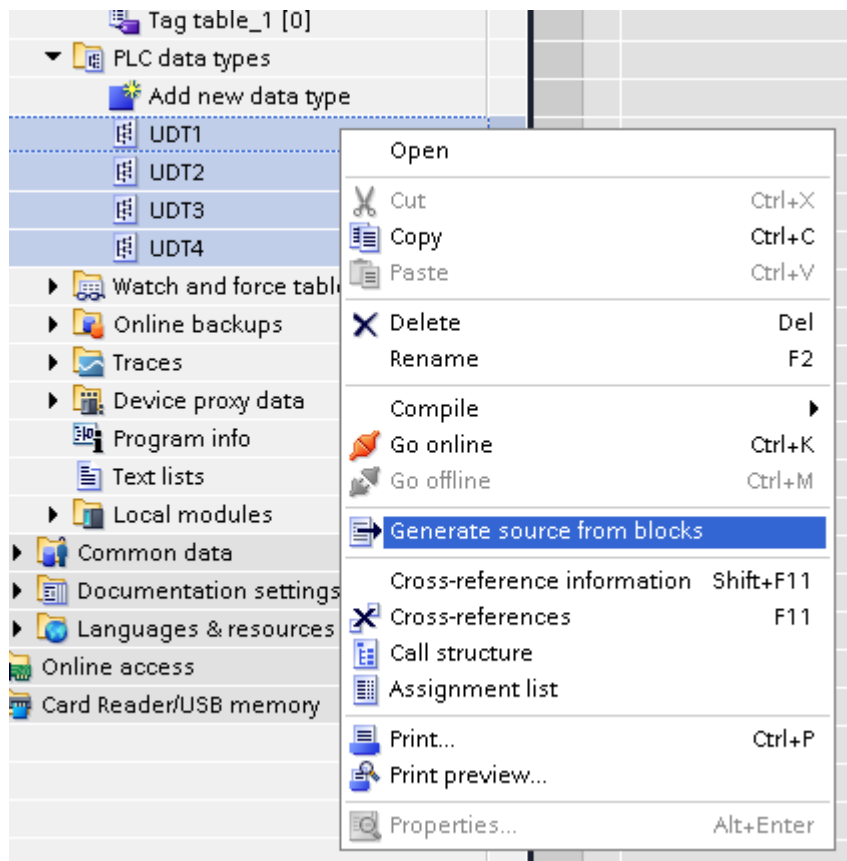 Tag table_1 [0]
PLC data types
Add new data type
UDT1
UDT2
UDT3
UDT4
Watch and force tabl
Online backups
Traces
Device proxy data
Program info
Text lists
Local modules
Common data
Documentation settings
Languages & resources
Online access
Card Reader/USB memory
Open
Cut Ctrl+X
Copy Ctrl+C
Paste Ctrl+V
Delete Del
Rename F2
Compile
Go online Ctrl+K
Go offline Ctrl+M
Generate source from blocks
Cross-reference information Shift+F11
Cross-references F11
Call structure
Assignment list
Print... Ctrl+P
Print preview...
Properties... Alt+Enter